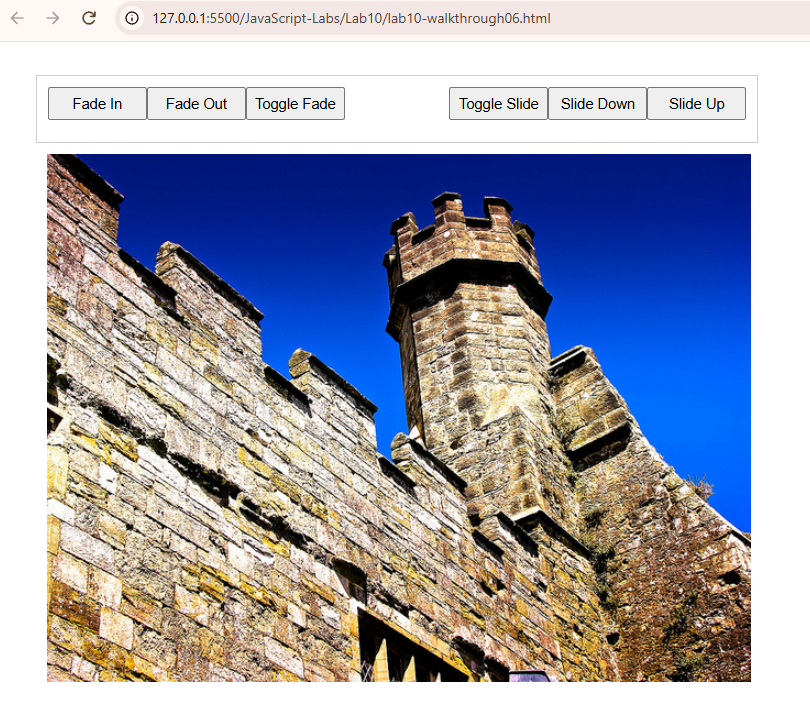 127.0.0.1:5500/JavaScript-Labs/Lab10/lab10-walkthrough06.html
Fade In Fade Out Toggle Fade Toggle Slide Slide Down Slide Up